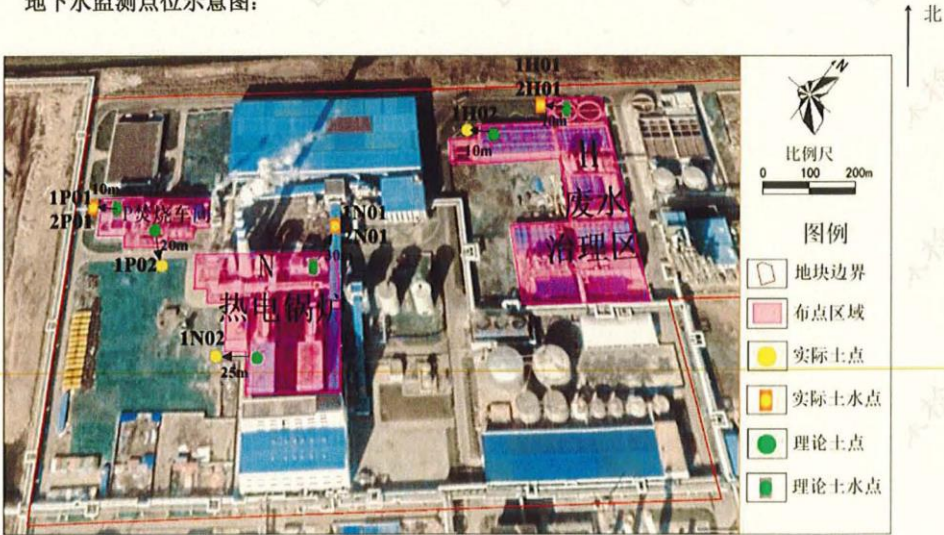 地下水监测点位示意图：
北
N
比例尺
0 100 200m
图例
地块边界
布点区域
实际土点
实际土水点
理论土点
理论土水点
1H01
2H01
1H02
10m
10m
H
废水
治理区
1P01
2P01
10m
P焚烧车间
20m
1P02
1N01
2N01
N
热电锅炉
1N02
25m